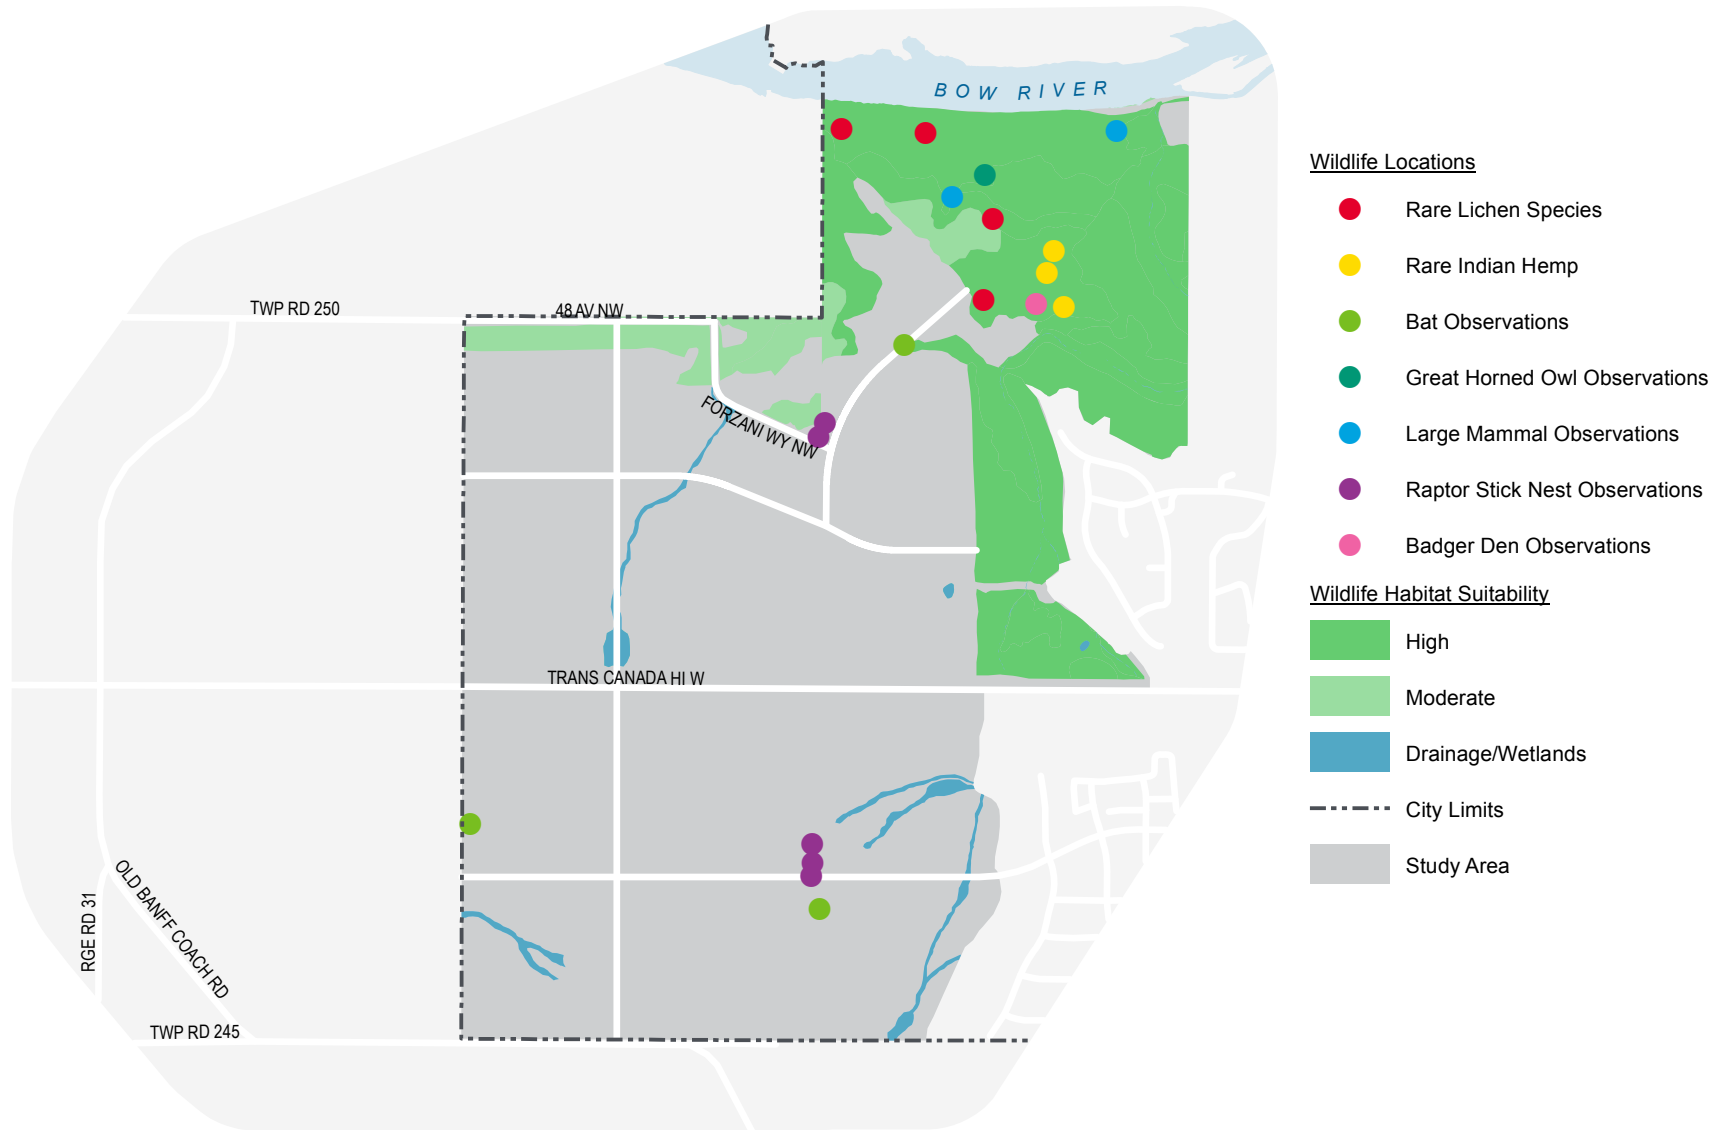 BOW RIVER
TWP RD 250
48 AV NW
FORZANI WY NW
TRANS CANADA HI W
OLD BANFF COACH RD
RGE RD 31
TWP RD 245
Wildlife Locations
Rare Lichen Species
Rare Indian Hemp
Bat Observations
Great Horned Owl Observations
Large Mammal Observations
Raptor Stick Nest Observations
Badger Den Observations
Wildlife Habitat Suitability
High
Moderate
Drainage/Wetlands
City Limits
Study Area